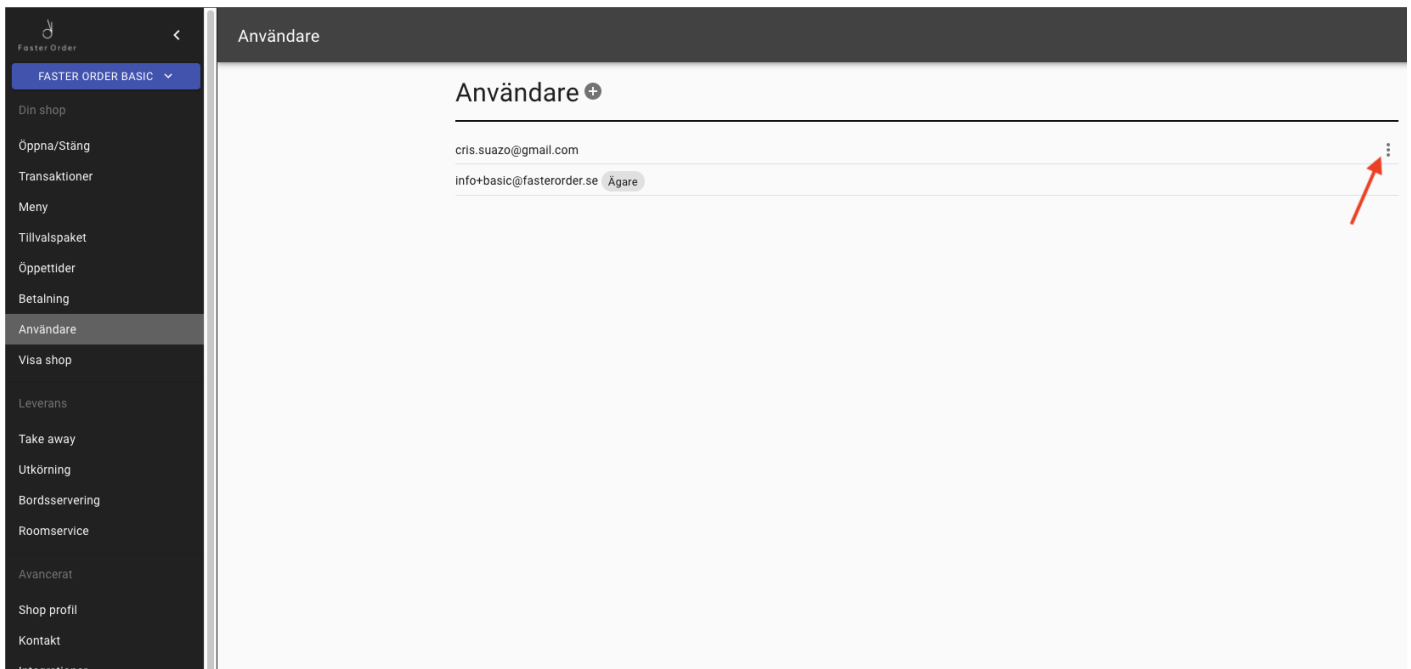 Faster Order
FASTER ORDER BASIC
Din shop
Öppna/Stäng
Transaktioner
Meny
Tillvalspaket
Öppettider
Betalning
Användare
Visa shop
Leverans
Take away
Utkörning
Bordsservering
Roomservice
Avancerat
Shop profil
Kontakt
Användare
Användare
cris.suazo@gmail.com
info+basic@fasterorder.se Ägare